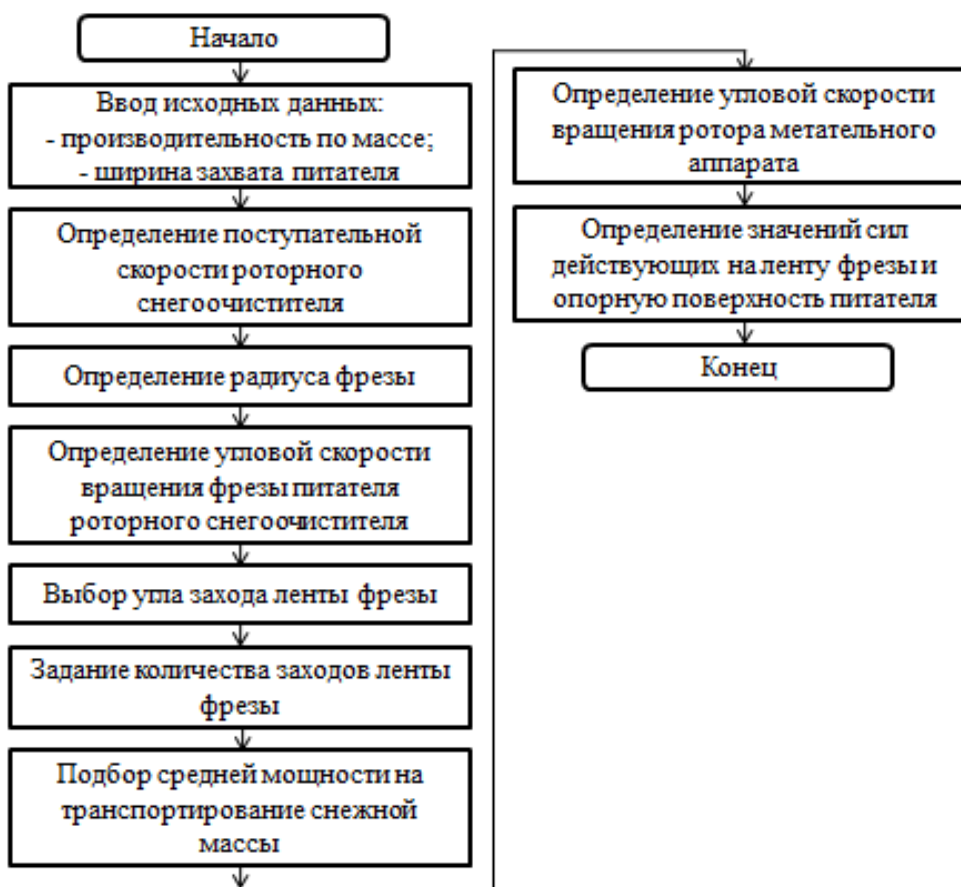 Начало
Ввод исходных данных:
- производительность по массе;
- ширина захвата питателя
Определение поступательной
скорости роторного
снегоочистителя
Определение радиуса фрезы
Определение угловой скорости
вращения фрезы питателя
роторного снегоочистителя
Выбор угла захода ленты фрезы
Задание количества заходов ленты
фрезы
Подбор средней мощности на
транспортирование снежной
массы
Определение угловой скорости
вращения ротора метательного
аппарата
Определение значений сил
действующих на ленту фрезы и
опорную поверхность питателя
Конец